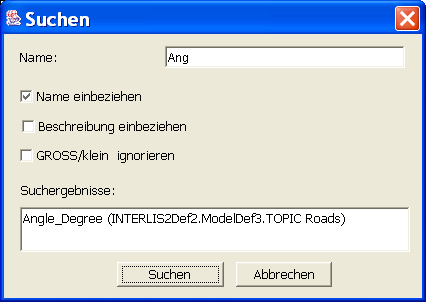 Suchen
Name:
Ang
Name einbeziehen
Beschreibung einbeziehen
GROSS/klein ignorieren
Suchergebnisse:
Angle_Degree (INTERLIS2Def2.ModelDef3.TOPIC Roads)
Suchen
Abbrechen